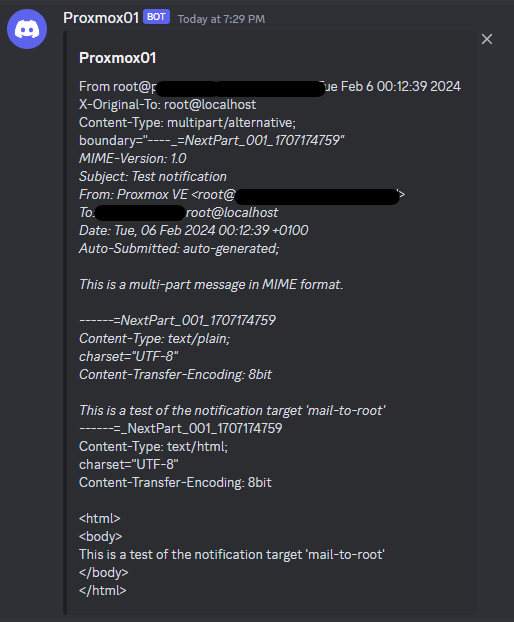 Proxmox01 BOT Today at 7:29 PM
Proxmox01
From root@p ue Feb 6 00:12:39 2024
X-Original-To: root@localhost
Content-Type: multipart/alternative;
boundary="----_=NextPart_001_1707174759"
MIME-Version: 1.0
Subject: Test notification
From: Proxmox VE <root@ >
To: root@localhost
Date: Tue, 06 Feb 2024 00:12:39 +0100
Auto-Submitted: auto-generated;
This is a multi-part message in MIME format.
------=NextPart_001_1707174759
Content-Type: text/plain;
charset="UTF-8"
Content-Transfer-Encoding: 8bit
This is a test of the notification target 'mail-to-root'
------=_NextPart_001_1707174759
Content-Type: text/html;
charset="UTF-8"
Content-Transfer-Encoding: 8bit
<html>
<body>
This is a test of the notification target 'mail-to-root'
</body>
</html>